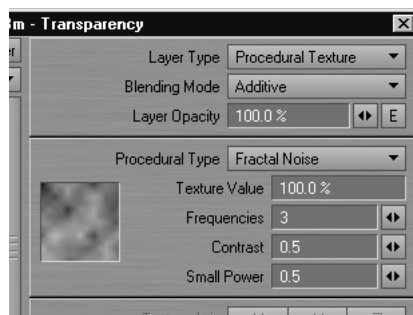 3m - Transparency
Layer Type Procedural Texture
Blending Mode Additive
Layer Opacity 100.0 % E
Procedural Type Fractal Noise
Texture Value 100.0 %
Frequencies 3
Contrast 0.5
Small Power 0.5